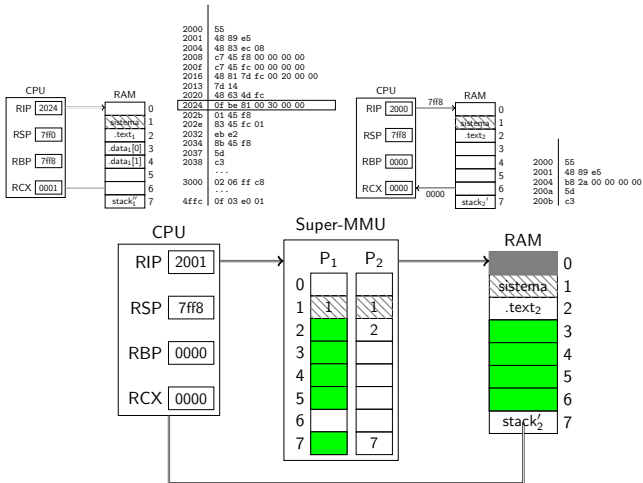 2000 55
2001 48 89 e5
2004 48 83 ec 08
2008 c7 45 f8 00 00 00 00
200f c7 45 fc 00 00 00 00
2016 48 81 7d fc 00 20 00 00
2013 7d 14
2020 48 63 4d fc
2024 0f be 81 00 30 00 00
202b 01 45 f8
202e 83 45 fc 01
2032 eb e2
2034 8b 45 f8
2037 5d
2038 c3
...
3000 02 06 ff c8
...
4ffc 0f 03 e0 01
CPU
RIP 2024
RSP 7ff0
RBP 7ff8
RCX 0001
RAM
0
sistema 1
.text₁ 2
.data₁[0] 3
.data₁[1] 4
5
6
stack₁′′ 7
CPU
RIP 2000
RSP 7ff8
RBP 0000
RCX 0000
7ff8
0000
RAM
0
sistema 1
.text₂ 2
3
4
5
6
stack₂′ 7
2000 55
2001 48 89 e5
2004 b8 2a 00 00 00 00
200a 5d
200b c3
CPU
RIP 2001
RSP 7ff8
RBP 0000
RCX 0000
Super-MMU
P₁ P₂
0
1 1 1
2 2
3
4
5
6
7 7
RAM
0
sistema 1
.text₂ 2
3
4
5
6
stack₂′ 7